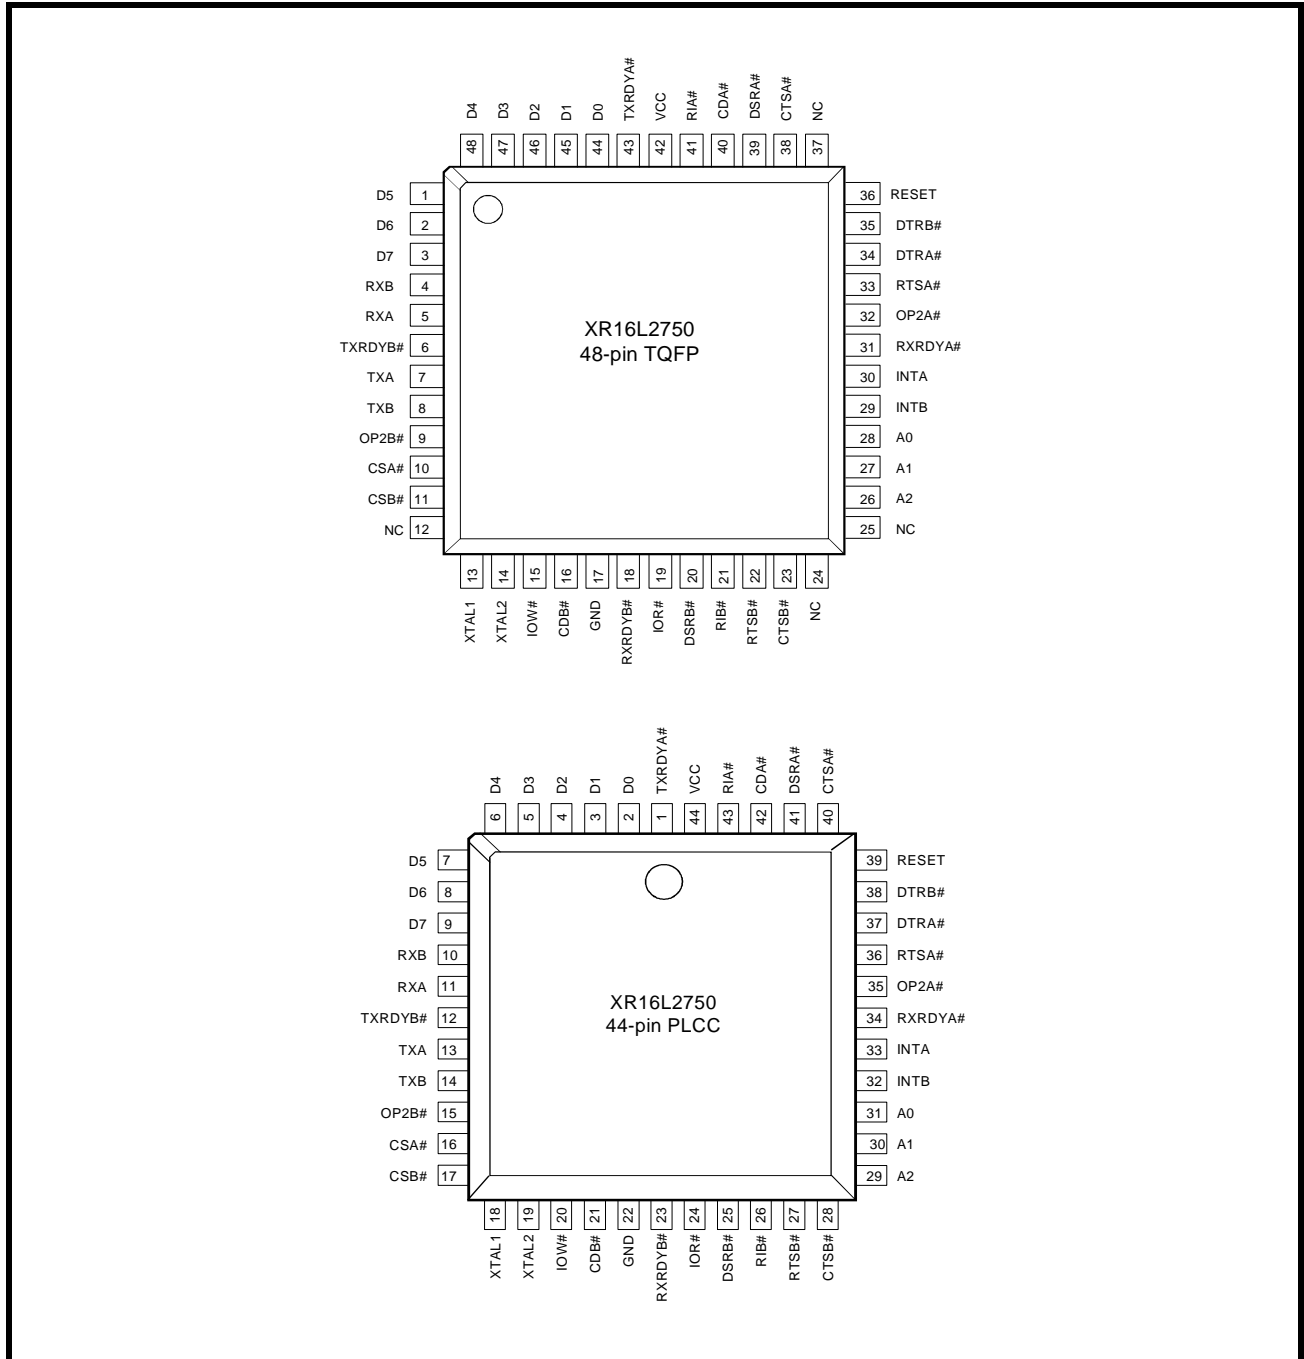 D4 D3 D2 D1 D0 TXRDYA# VCC RIA# CDA# DSRA# CTSA# NC
48 47 46 45 44 43 42 41 40 39 38 37
D5 1 36 RESET
D6 2 35 DTRB#
D7 3 34 DTRA#
RXB 4 33 RTSA#
RXA 5 32 OP2A#
XR16L2750
48-pin TQFP
TXRDYB# 6 31 RXRDYA#
TXA 7 30 INTA
TXB 8 29 INTB
OP2B# 9 28 A0
CSA# 10 27 A1
CSB# 11 26 A2
NC 12 25 NC
13 14 15 16 17 18 19 20 21 22 23 24
XTAL1 XTAL2 IOW# CDB# GND RXRDYB# IOR# DSRB# RIB# RTSB# CTSB# NC
D4 D3 D2 D1 D0 TXRDYA# VCC RIA# CDA# DSRA# CTSA#
6 5 4 3 2 1 44 43 42 41 40
D5 7 39 RESET
D6 8 38 DTRB#
D7 9 37 DTRA#
RXB 10 36 RTSA#
RXA 11 35 OP2A#
XR16L2750
44-pin PLCC
TXRDYB# 12 34 RXRDYA#
TXA 13 33 INTA
TXB 14 32 INTB
OP2B# 15 31 A0
CSA# 16 30 A1
CSB# 17 29 A2
18 19 20 21 22 23 24 25 26 27 28
XTAL1 XTAL2 IOW# CDB# GND RXRDYB# IOR# DSRB# RIB# RTSB# CTSB#